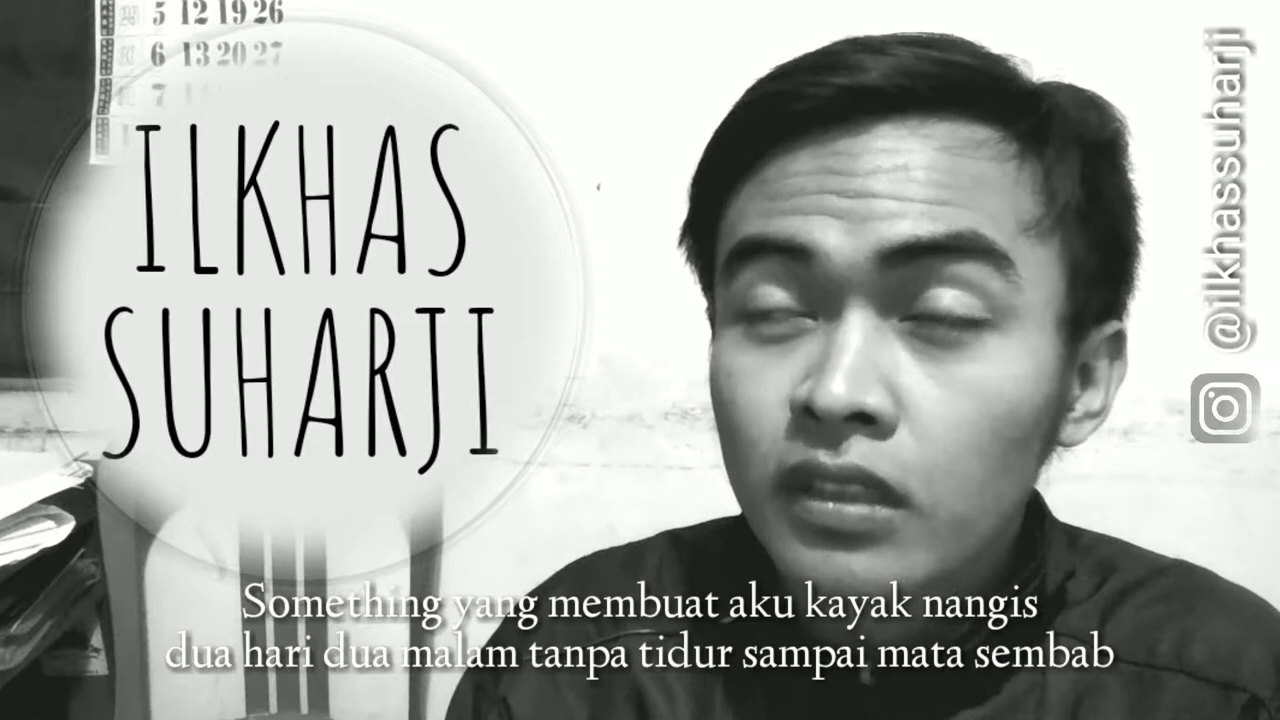 5 12 19 26
6 13 20 27
7
ILKHAS
SUHARJI
@ilkhassuharji
Something yang membuat aku kayak nangis
dua hari dua malam tanpa tidur sampai mata sembab